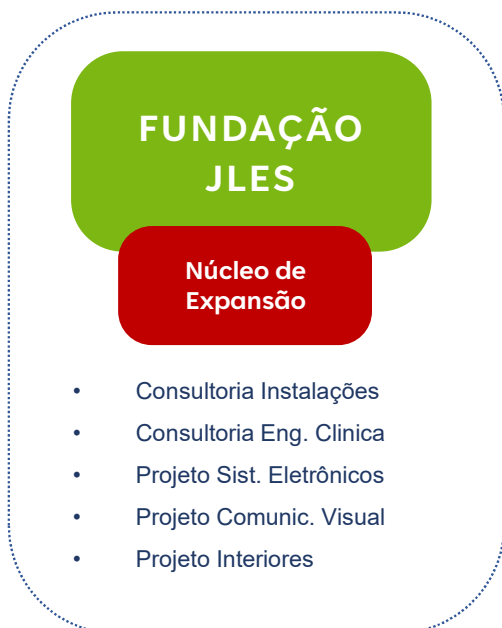 FUNDAÇÃO
JLES
Núcleo de
Expansão
• Consultoria Instalações
• Consultoria Eng. Clinica
• Projeto Sist. Eletrônicos
• Projeto Comunic. Visual
• Projeto Interiores